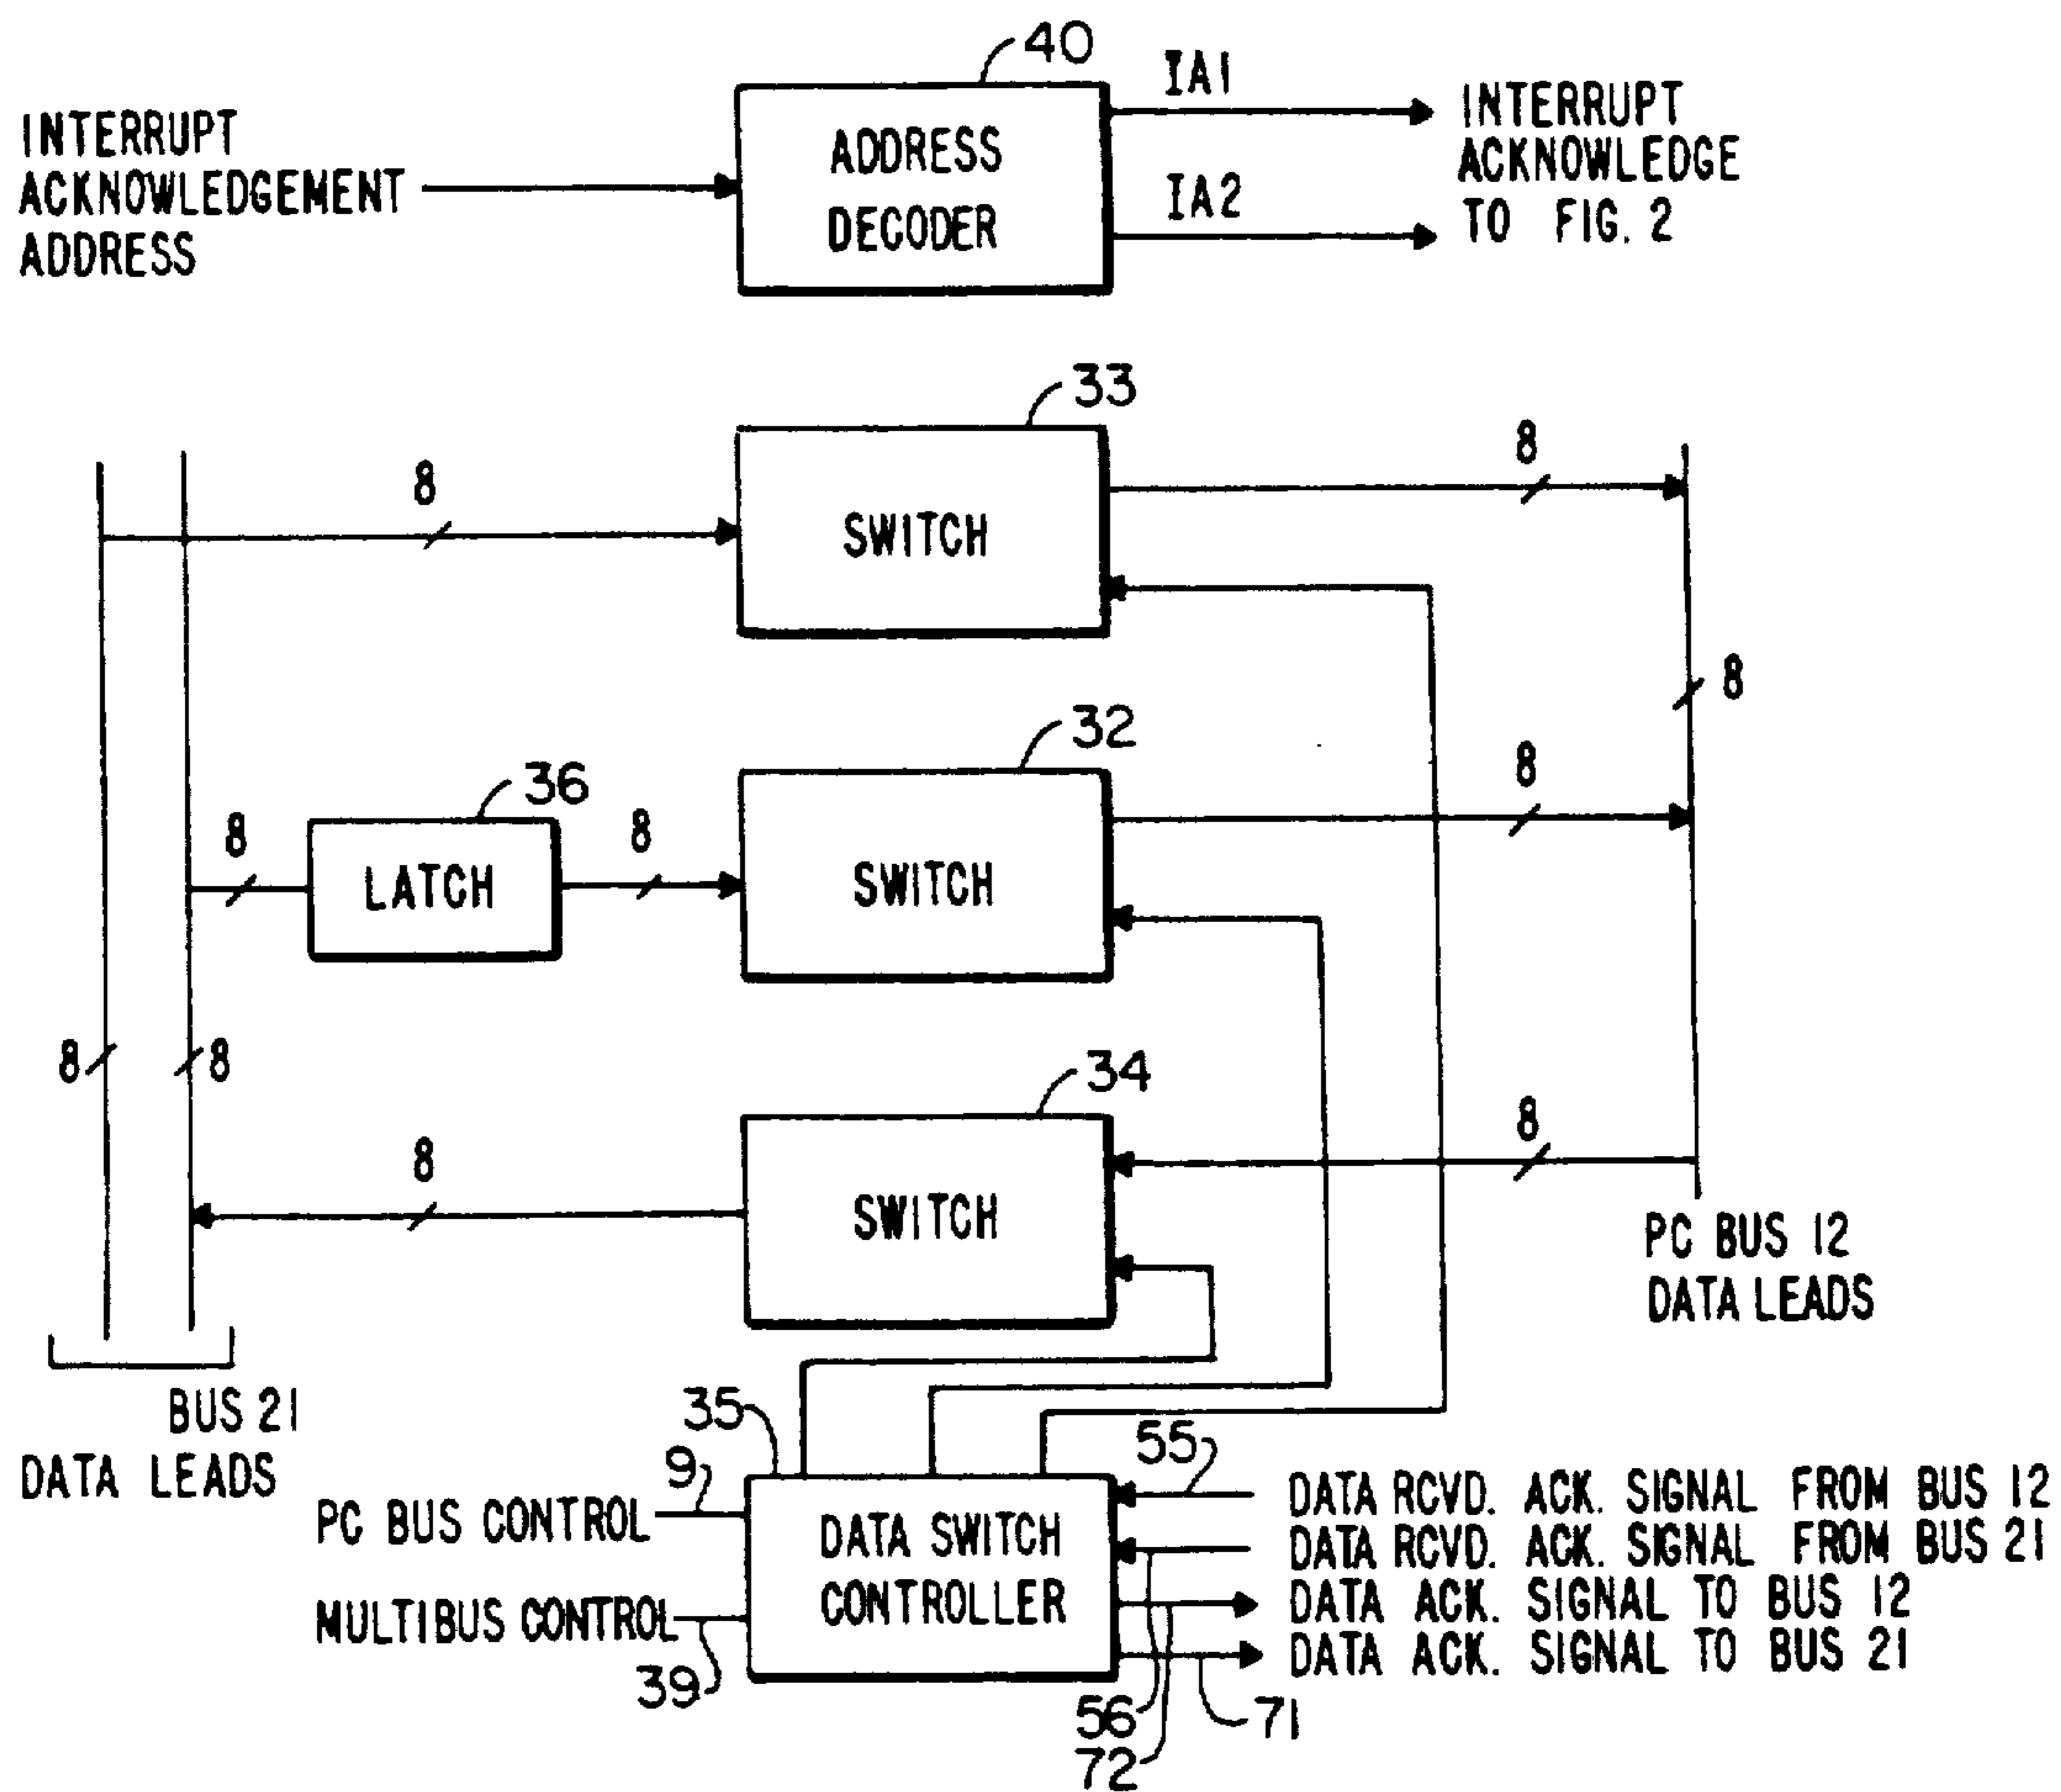 40
IA1
INTERRUPT
ACKNOWLEDGEMENT
ADDRESS
ADDRESS
DECODER
IA2
INTERRUPT
ACKNOWLEDGE
TO FIG. 2
33
8
8
SWITCH
8
32
36
8
8
8
LATCH
SWITCH
34
8
8
8
8
SWITCH
PC BUS 12
DATA LEADS
BUS 21
DATA LEADS
35
9
55
PC BUS CONTROL
DATA SWITCH
CONTROLLER
MULTIBUS CONTROL
39
DATA RCVD. ACK. SIGNAL FROM BUS 12
DATA RCVD. ACK. SIGNAL FROM BUS 21
DATA ACK. SIGNAL TO BUS 12
DATA ACK. SIGNAL TO BUS 21
56
71
72